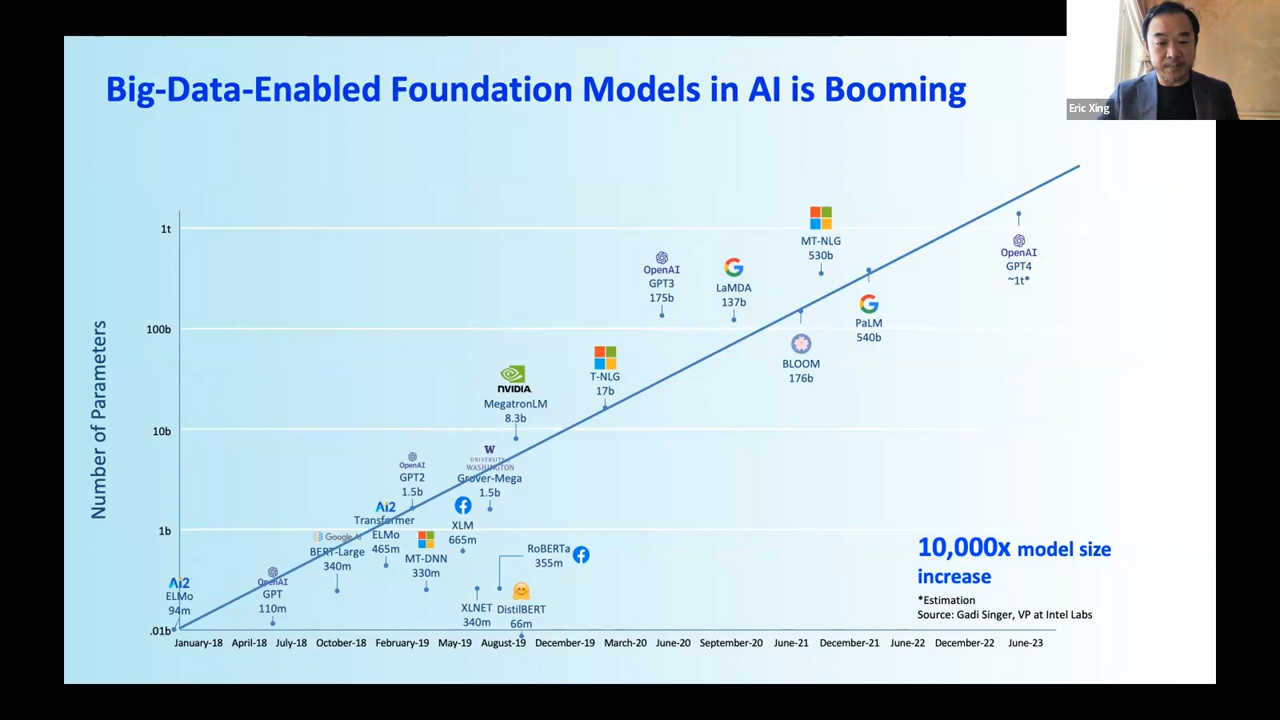 Big-Data-Enabled Foundation Models in AI is Booming
Eric Xing
Number of Parameters
1t
100b
10b
1b
.01b
Ai2
ELMo
94m
OpenAI
GPT
110m
Google AI
BERT-Large
340m
Ai2
Transformer
ELMo
465m
OpenAI
GPT2
1.5b
MT-DNN
330m
XLM
665m
UNIVERSITY of
WASHINGTON
Grover-Mega
1.5b
XLNET
340m
RoBERTa
355m
DistilBERT
66m
NVIDIA.
MegatronLM
8.3b
T-NLG
17b
OpenAI
GPT3
175b
LaMDA
137b
MT-NLG
530b
BLOOM
176b
PaLM
540b
OpenAI
GPT4
~1t*
January-18 April-18 July-18 October-18 February-19 May-19 August-19 December-19 March-20 June-20 September-20 June-21 December-21 June-22 December-22 June-23
10,000x model size
increase
*Estimation
Source: Gadi Singer, VP at Intel Labs